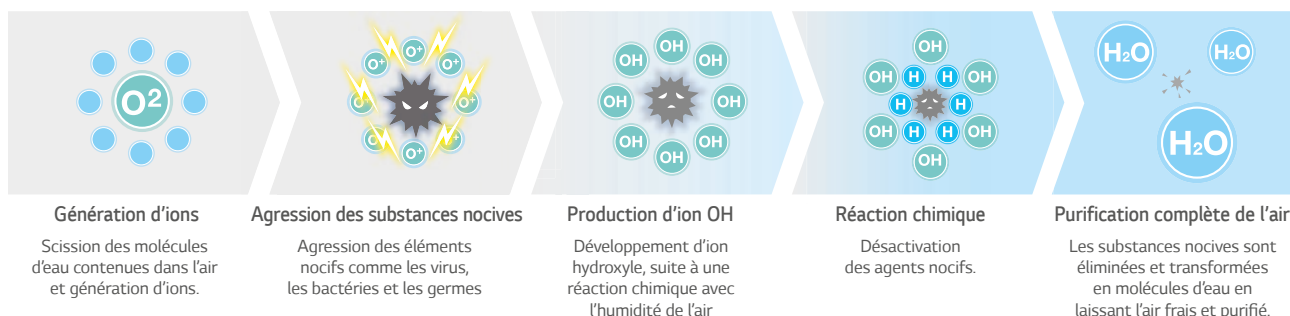 O²
O⁺ O⁺ O⁺ O⁺ O⁺ O⁺ O⁺ O⁺
OH OH OH OH OH OH OH OH
OH OH OH OH OH OH
H H H H H H
H₂O H₂O
H₂O
Génération d'ions
Scission des molécules
d'eau contenues dans l'air
et génération d'ions.
Agression des substances nocives
Agression des éléments
nocifs comme les virus,
les bactéries et les germes
Production d'ion OH
Développement d'ion
hydroxyle, suite à une
réaction chimique avec
l'humidité de l'air
Réaction chimique
Désactivation
des agents nocifs.
Purification complète de l'air
Les substances nocives sont
éliminées et transformées
en molécules d'eau en
laissant l'air frais et purifié.